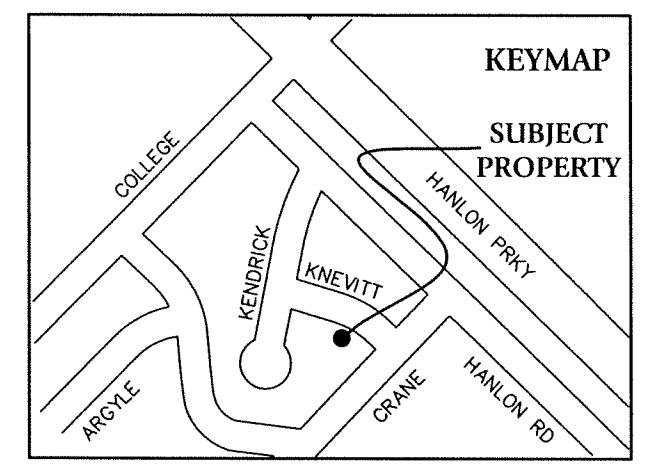 KEYMAP
SUBJECT
PROPERTY
COLLEGE
HANLON PRKY
KENDRICK
KNEVITT
ARGYLE
CRANE
HANLON RD